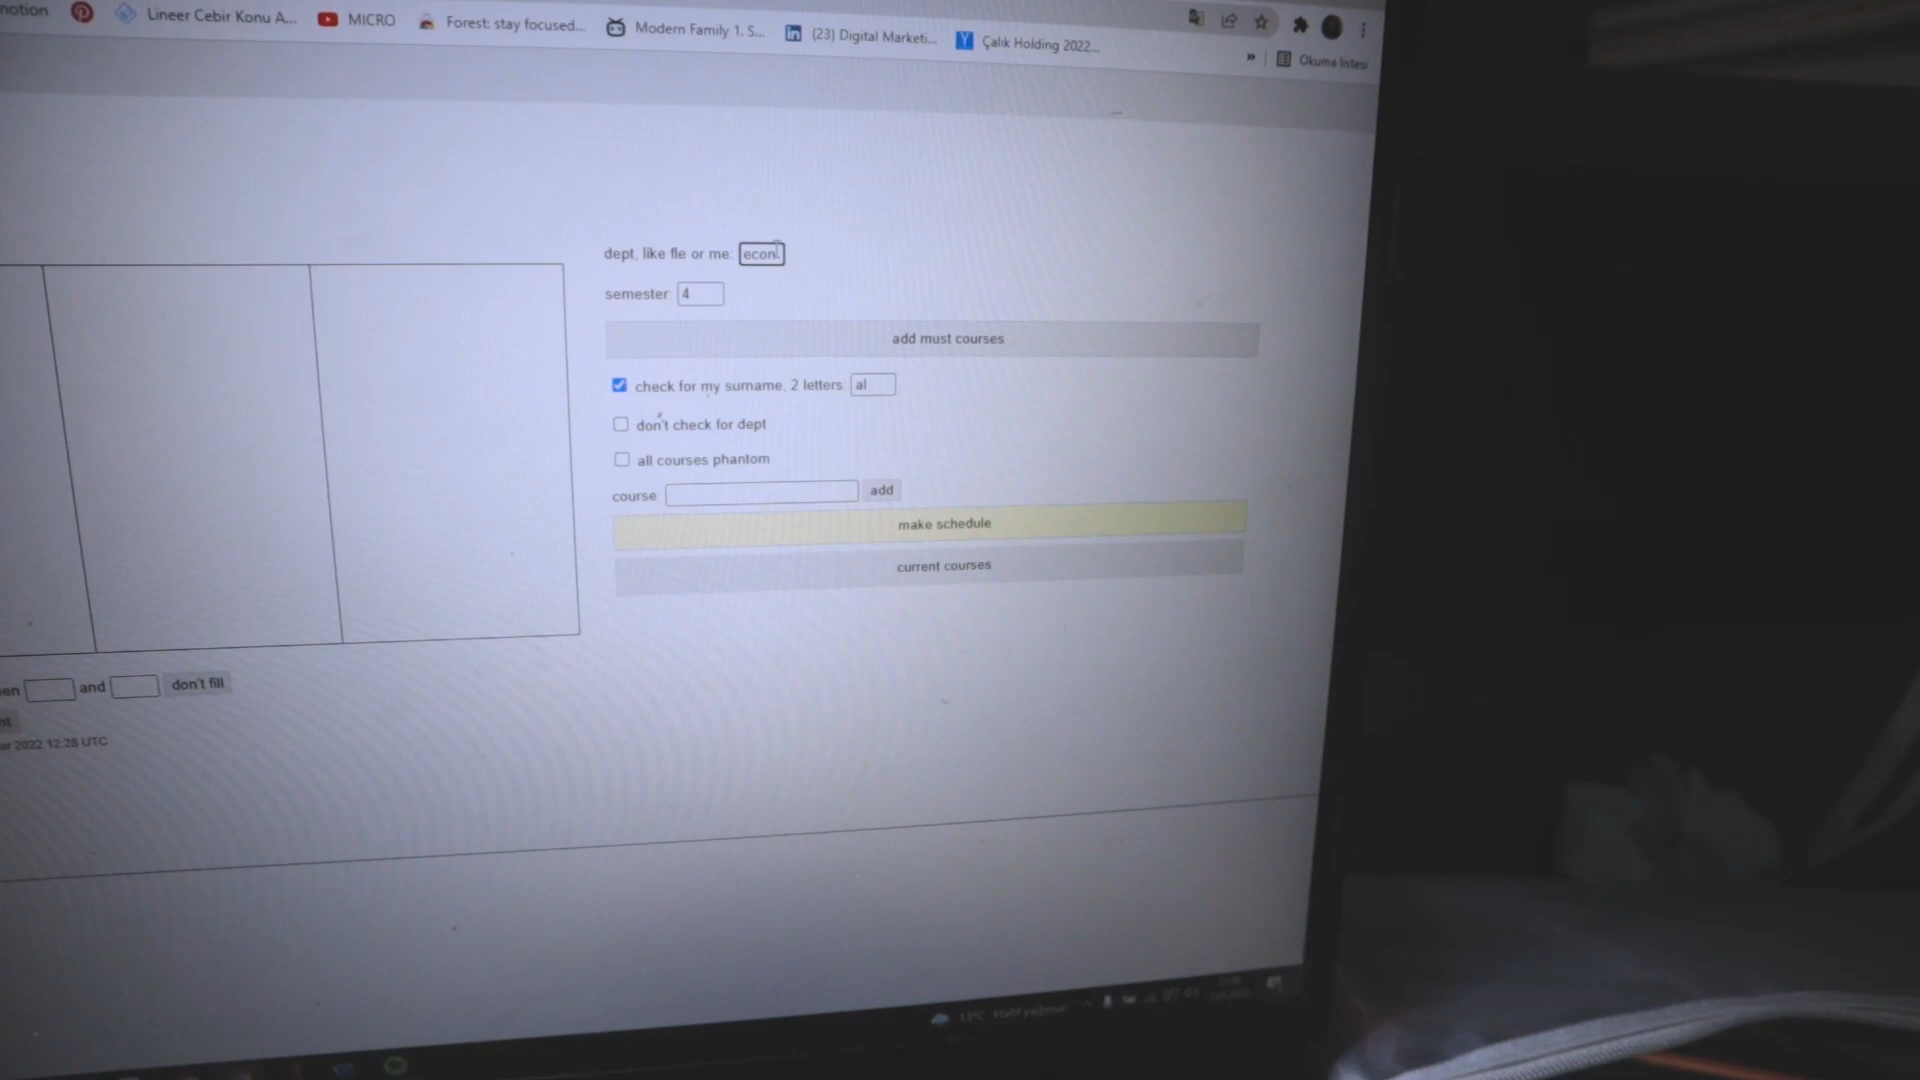 notion Lineer Cebir Konu A... MICRO Forest: stay focused... Modern Family 1. S... (23) Digital Marketi... Çalık Holding 2022...
» Okuma listesi
dept, like fle or me: econ
semester: 4
add must courses
check for my surname, 2 letters: al
don't check for dept
all courses phantom
course: add
make schedule
current courses
and don't fill
2022 12:28 UTC
13°C Hafif yağmur